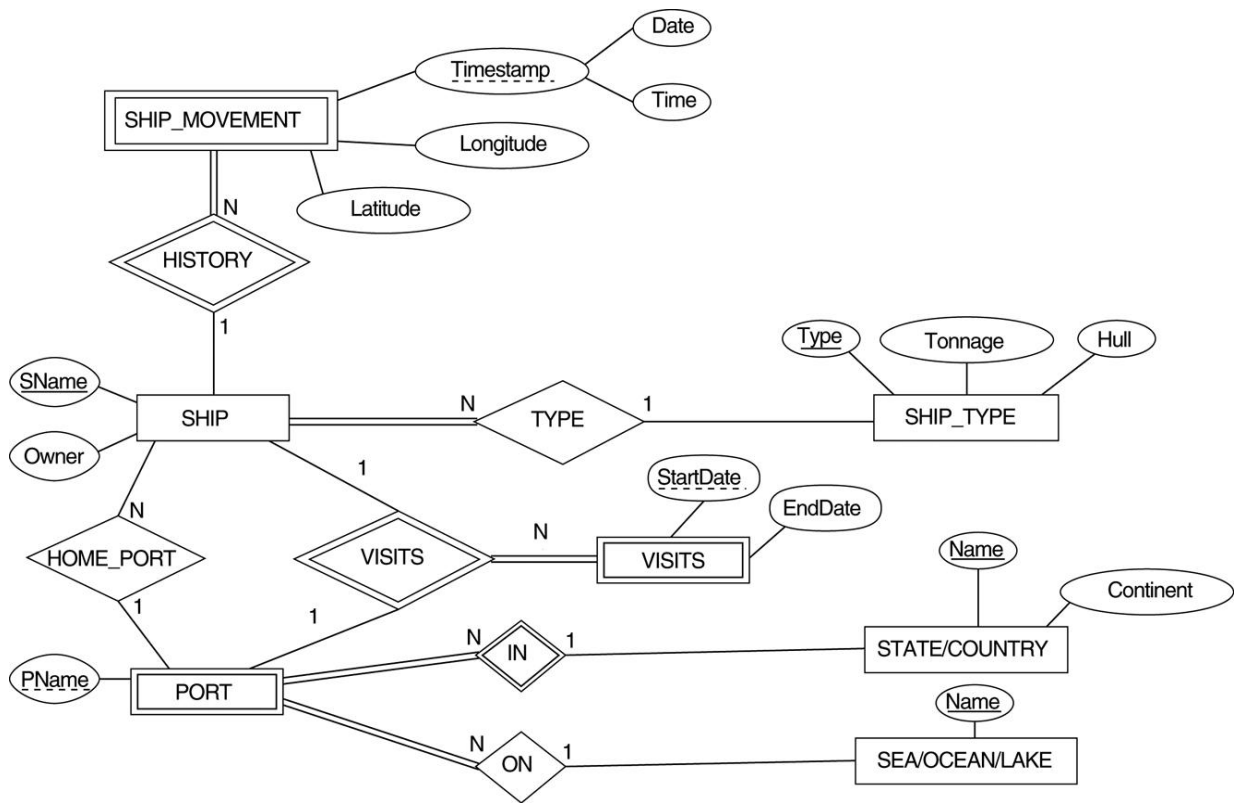 Date
Timestamp
Time
SHIP_MOVEMENT
Longitude
Latitude
N
HISTORY
1
SName
SHIP
Owner
N
TYPE
1
Type
Tonnage
Hull
SHIP_TYPE
1
N
HOME_PORT
1
VISITS
1
N
StartDate
EndDate
VISITS
Name
Continent
STATE/COUNTRY
PName
PORT
N
IN
1
N
ON
1
Name
SEA/OCEAN/LAKE